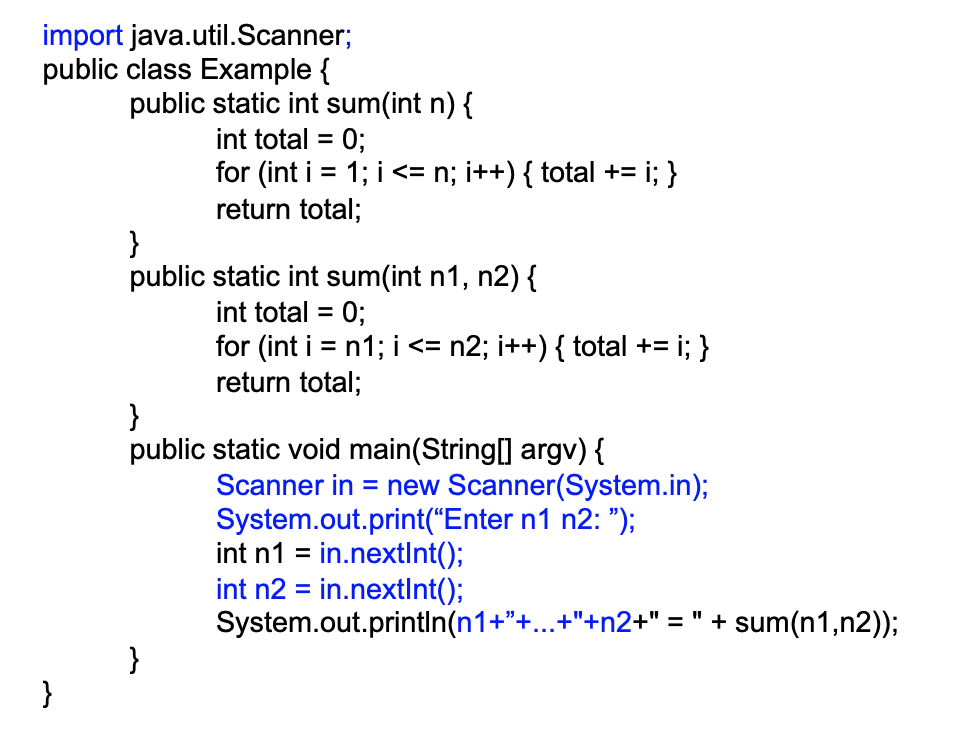 import java.util.Scanner;
public class Example {
public static int sum(int n) {
int total = 0;
for (int i = 1; i <= n; i++) { total += i; }
return total;
}
public static int sum(int n1, n2) {
int total = 0;
for (int i = n1; i <= n2; i++) { total += i; }
return total;
}
public static void main(String[] argv) {
Scanner in = new Scanner(System.in);
System.out.print(“Enter n1 n2: ”);
int n1 = in.nextInt();
int n2 = in.nextInt();
System.out.println(n1+”+...+"+n2+" = " + sum(n1,n2));
}
}